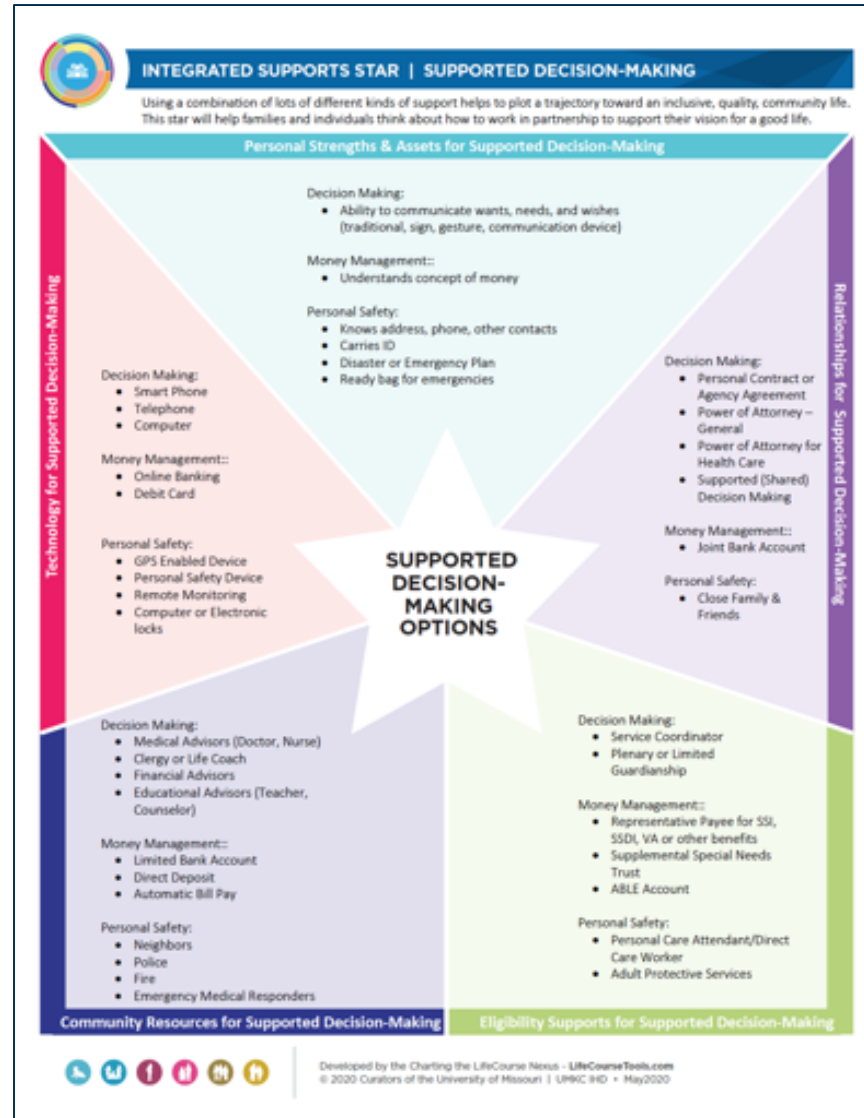 INTEGRATED SUPPORTS STAR | SUPPORTED DECISION-MAKING
Using a combination of lots of different kinds of support helps to plot a trajectory toward an inclusive, quality, community life.
This star will help families and individuals think about how to work in partnership to support their vision for a good life.
Personal Strengths & Assets for Supported Decision-Making
Decision Making:
• Ability to communicate wants, needs, and wishes
(traditional, sign, gesture, communication device)
Money Management::
• Understands concept of money
Personal Safety:
• Knows address, phone, other contacts
• Carries ID
• Disaster or Emergency Plan
• Ready bag for emergencies
Technology for Supported Decision-Making
Decision Making:
• Smart Phone
• Telephone
• Computer
Money Management::
• Online Banking
• Debit Card
Personal Safety:
• GPS Enabled Device
• Personal Safety Device
• Remote Monitoring
• Computer or Electronic
locks
Relationships for Supported Decision-Making
Decision Making:
• Personal Contract or
Agency Agreement
• Power of Attorney –
General
• Power of Attorney for
Health Care
• Supported (Shared)
Decision Making
Money Management::
• Joint Bank Account
Personal Safety:
• Close Family &
Friends
SUPPORTED
DECISION-
MAKING
OPTIONS
Decision Making:
• Medical Advisors (Doctor, Nurse)
• Clergy or Life Coach
• Financial Advisors
• Educational Advisors (Teacher,
Counselor)
Money Management::
• Limited Bank Account
• Direct Deposit
• Automatic Bill Pay
Personal Safety:
• Neighbors
• Police
• Fire
• Emergency Medical Responders
Community Resources for Supported Decision-Making
Decision Making:
• Service Coordinator
• Plenary or Limited
Guardianship
Money Management::
• Representative Payee for SSI,
SSDI, VA or other benefits
• Supplemental Special Needs
Trust
• ABLE Account
Personal Safety:
• Personal Care Attendant/Direct
Care Worker
• Adult Protective Services
Eligibility Supports for Supported Decision-Making
Developed by the Charting the LifeCourse Nexus - LifeCourseTools.com
© 2020 Curators of the University of Missouri | UMKC IHD • May2020